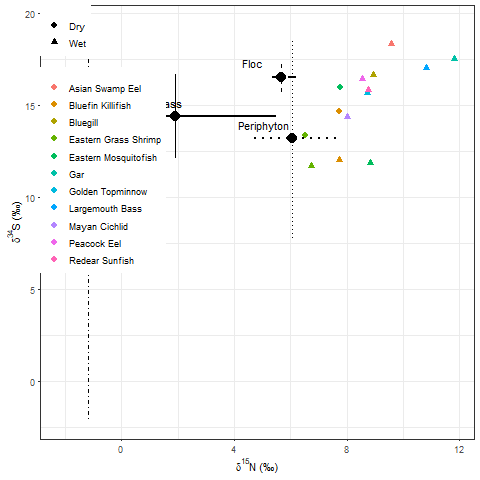 20
15
10
5
0
0
4
8
12
δ34S (‰)
δ15N (‰)
Dry
Wet
Asian Swamp Eel
Bluefin Killifish
Bluegill
Eastern Grass Shrimp
Eastern Mosquitofish
Gar
Golden Topminnow
Largemouth Bass
Mayan Cichlid
Peacock Eel
Redear Sunfish
Floc
Periphyton